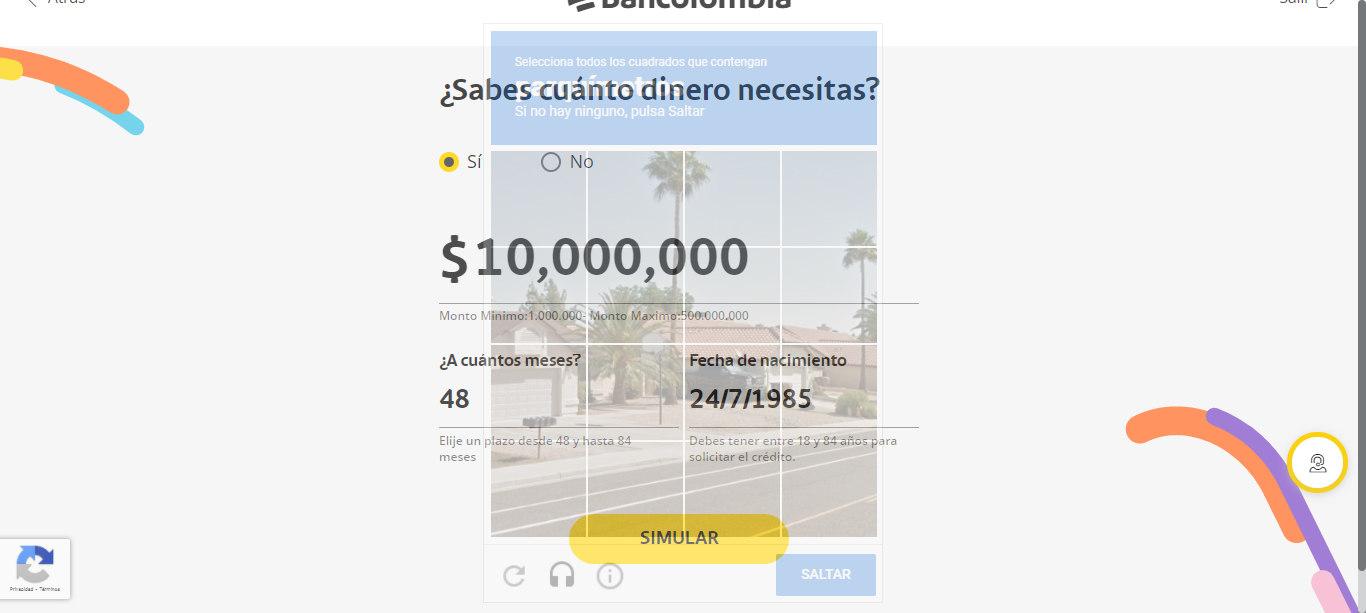 Atrás
Bancolombia
Salir
Selecciona todos los cuadrados que contengan
parquímetros
¿Sabes cuánto dinero necesitas?
Si no hay ninguno, pulsa Saltar
Sí
No
$10,000,000
Monto Minimo:1.000.000- Monto Maximo:500.000.000
¿A cuántos meses?
Fecha de nacimiento
48
24/7/1985
Elije un plazo desde 48 y hasta 84
meses
Debes tener entre 18 y 84 años para
solicitar el crédito.
SIMULAR
SALTAR
Privacidad - Términos